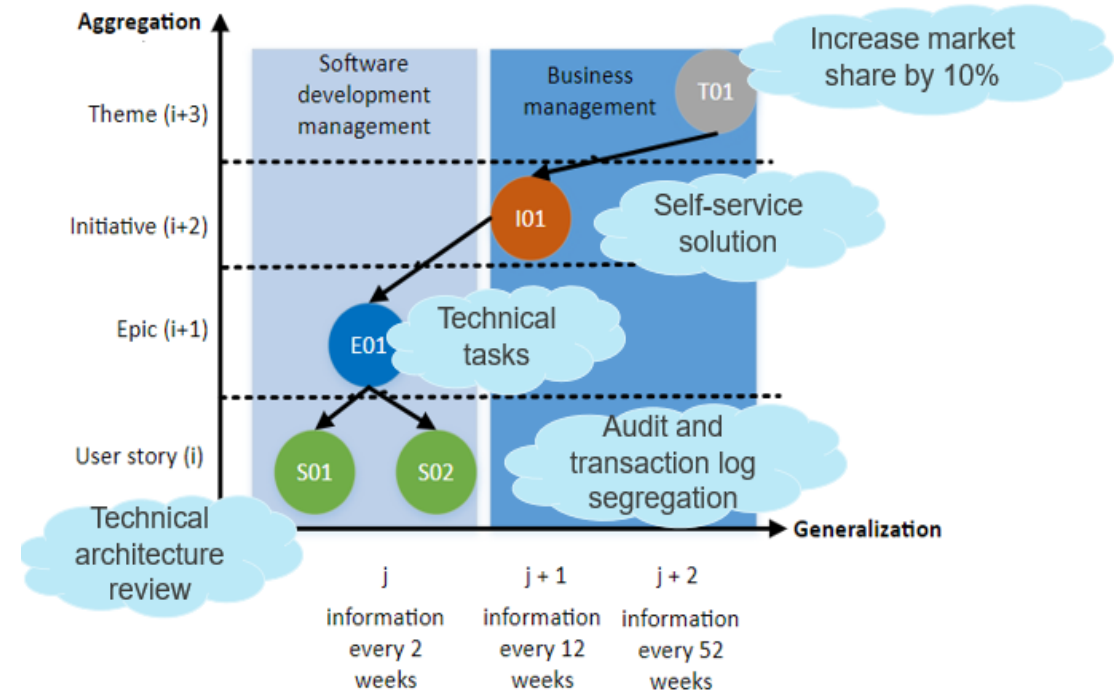 Aggregation
Increase market
share by 10%
Software
development
management
Business
management
T01
Theme (i+3)
Self-service
solution
I01
Initiative (i+2)
Technical
tasks
E01
Epic (i+1)
Audit and
transaction log
segregation
User story (i)
S01
S02
Technical
architecture
review
Generalization
j
information
every 2
weeks
j + 1
information
every 12
weeks
j + 2
information
every 52
weeks